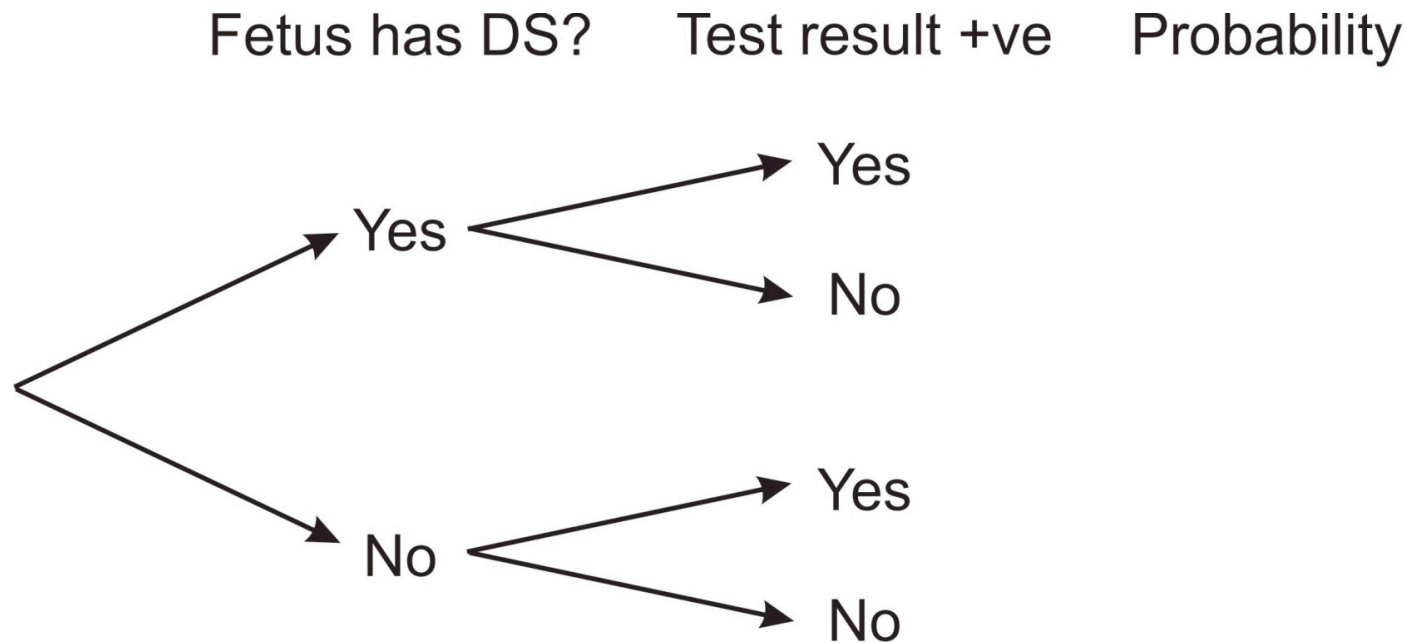 Fetus has DS? Test result +ve Probability
Yes
Yes
No
Yes
No
No